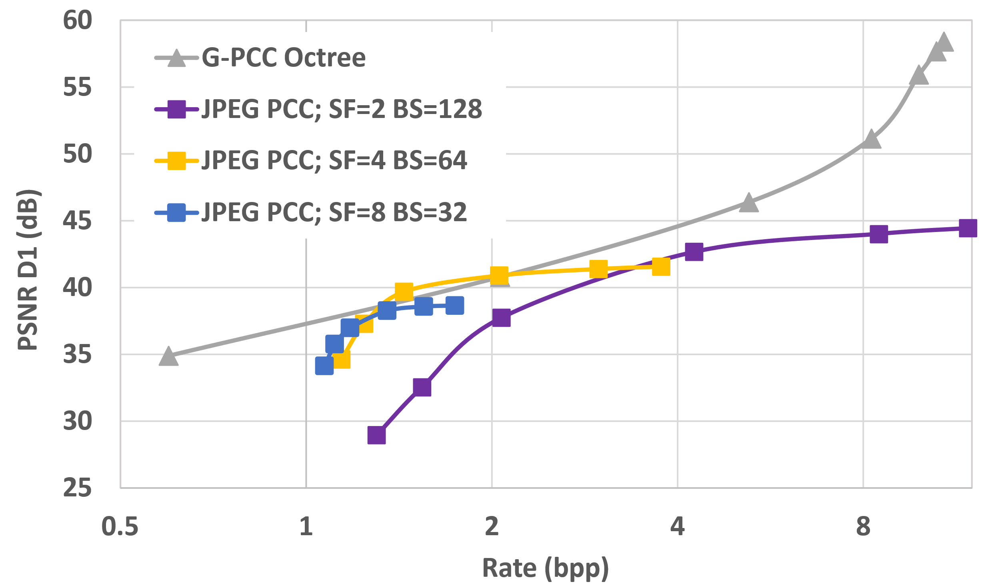 60
55
50
45
40
35
30
25
PSNR D1 (dB)
G-PCC Octree
JPEG PCC; SF=2 BS=128
JPEG PCC; SF=4 BS=64
JPEG PCC; SF=8 BS=32
0.5 1 2 4 8
Rate (bpp)